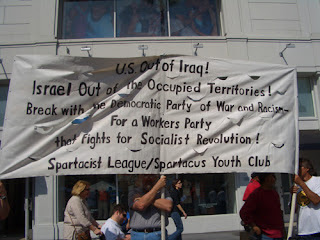 U.S. Out of Iraq!
Israel Out of The Occupied Territories!
Break with the Democratic Party of War and Racism-
For a Workers Party
that fights for Socialist Revolution!
Spartacist League/Spartacus Youth Club